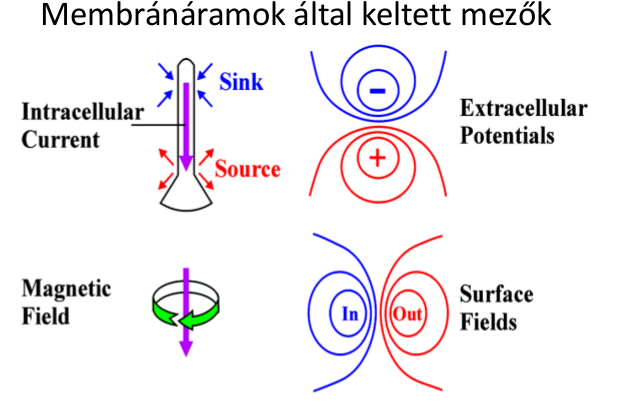 Membránáramok által keltett mezők
Sink
Intracellular
Current
Source
−
+
Extracellular
Potentials
Magnetic
Field
In
Out
Surface
Fields